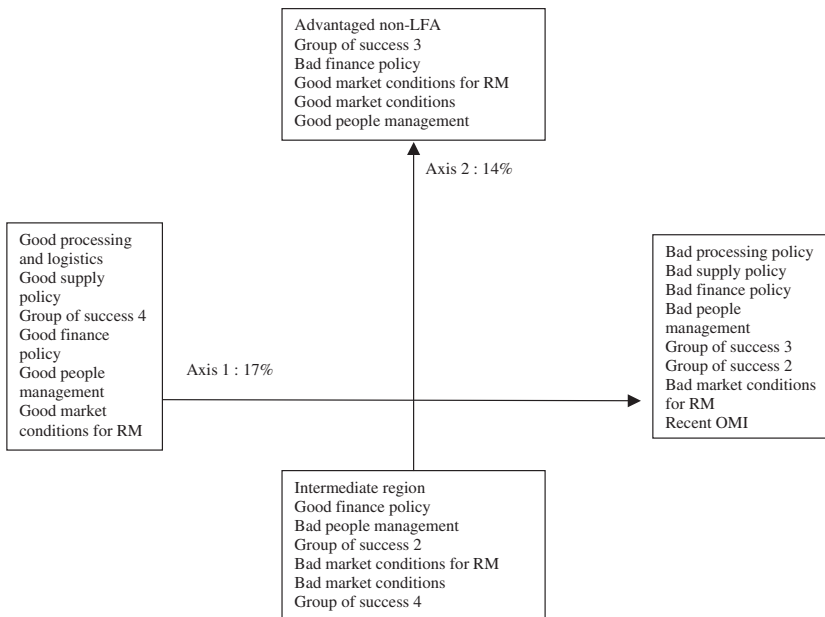 Advantaged non-LFA
Group of success 3
Bad finance policy
Good market conditions for RM
Good market conditions
Good people management
Axis 2 : 14%
Good processing
and logistics
Good supply
policy
Group of success 4
Good finance
policy
Good people
management
Good market
conditions for RM
Axis 1 : 17%
Bad processing policy
Bad supply policy
Bad finance policy
Bad people
management
Group of success 3
Group of success 2
Bad market conditions
for RM
Recent OMI
Intermediate region
Good finance policy
Bad people management
Group of success 2
Bad market conditions for RM
Bad market conditions
Group of success 4